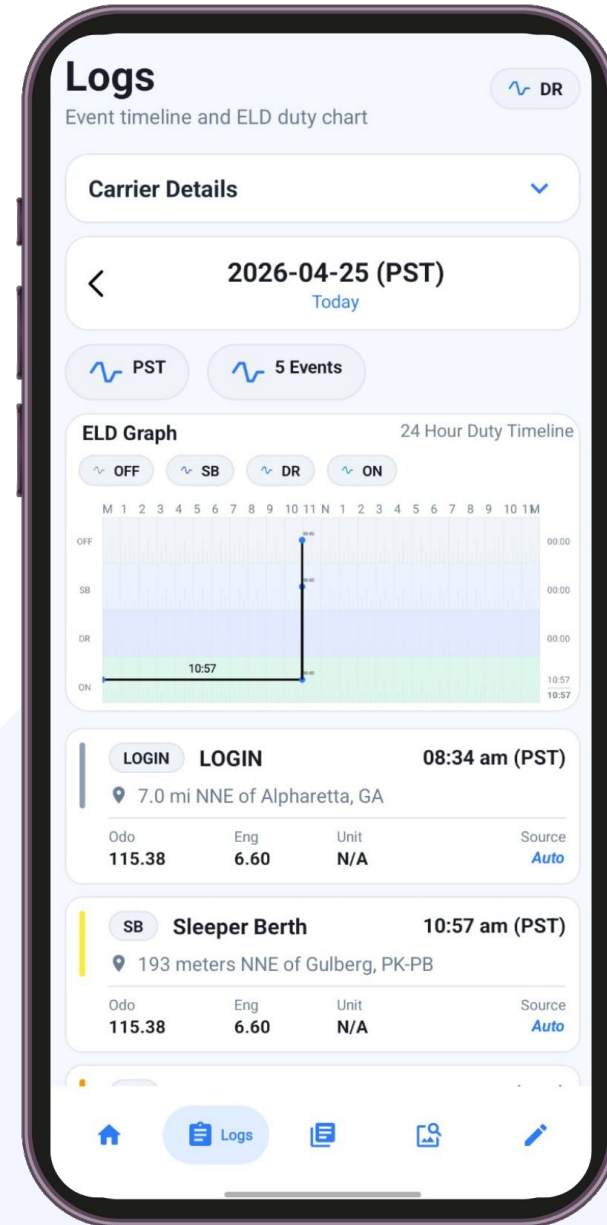 Logs
DR
Event timeline and ELD duty chart
Carrier Details
2026-04-25 (PST)
Today
PST
5 Events
ELD Graph
24 Hour Duty Timeline
OFF SB DR ON
M 1 2 3 4 5 6 7 8 9 10 11 N 1 2 3 4 5 6 7 8 9 10 11 M
OFF 00:00
SB 00:00
DR 00:00
10:57
ON 10:57
10:57
LOGIN LOGIN 08:34 am (PST)
7.0 mi NNE of Alpharetta, GA
Odo Eng Unit Source
115.38 6.60 N/A Auto
SB Sleeper Berth 10:57 am (PST)
193 meters NNE of Gulberg, PK-PB
Odo Eng Unit Source
115.38 6.60 N/A Auto
Logs